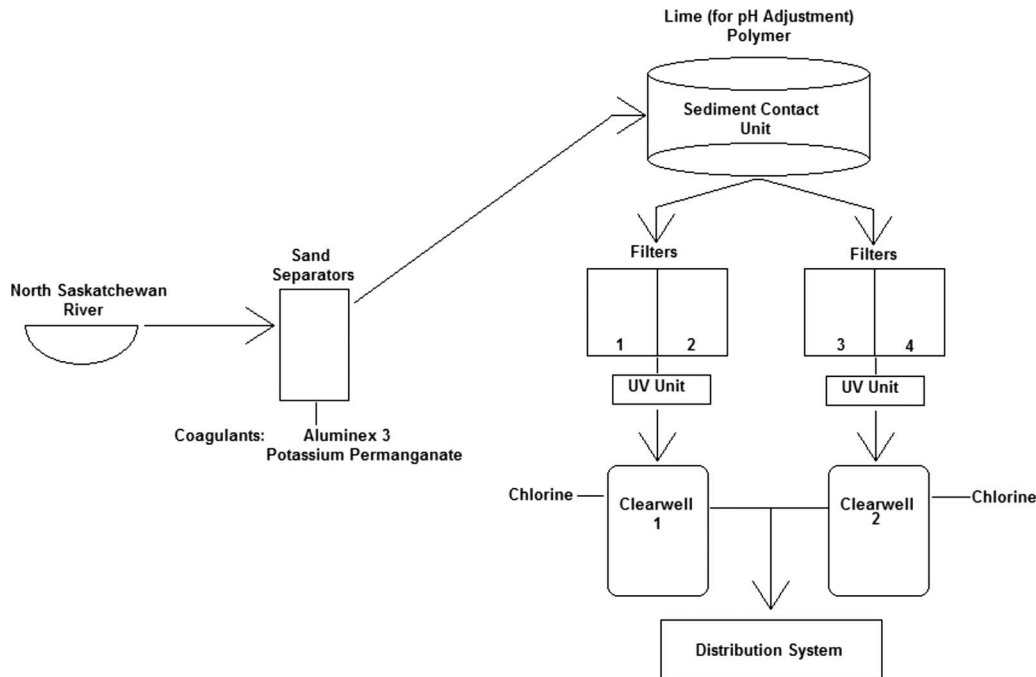 Lime (for pH Adjustment)
Polymer
Sediment Contact
Unit
Sand
Separators
North Saskatchewan
River
Coagulants: Aluminex 3
Potassium Permanganate
Filters
1 2
UV Unit
Filters
3 4
UV Unit
Chlorine
Clearwell
1
Clearwell
2
Chlorine
Distribution System